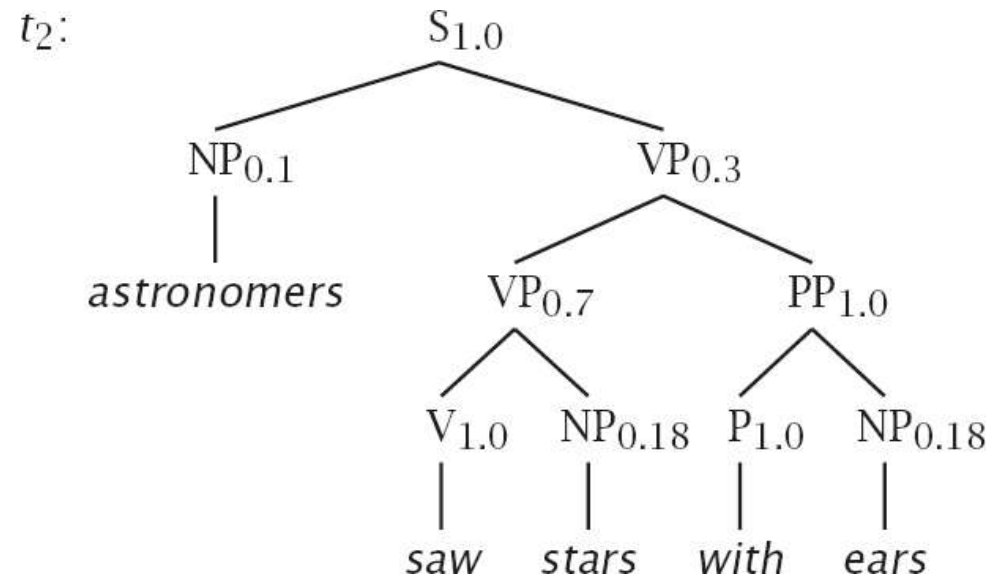 t2:
S1.0
NP0.1 VP0.3
astronomers VP0.7 PP1.0
V1.0 NP0.18 P1.0 NP0.18
saw stars with ears